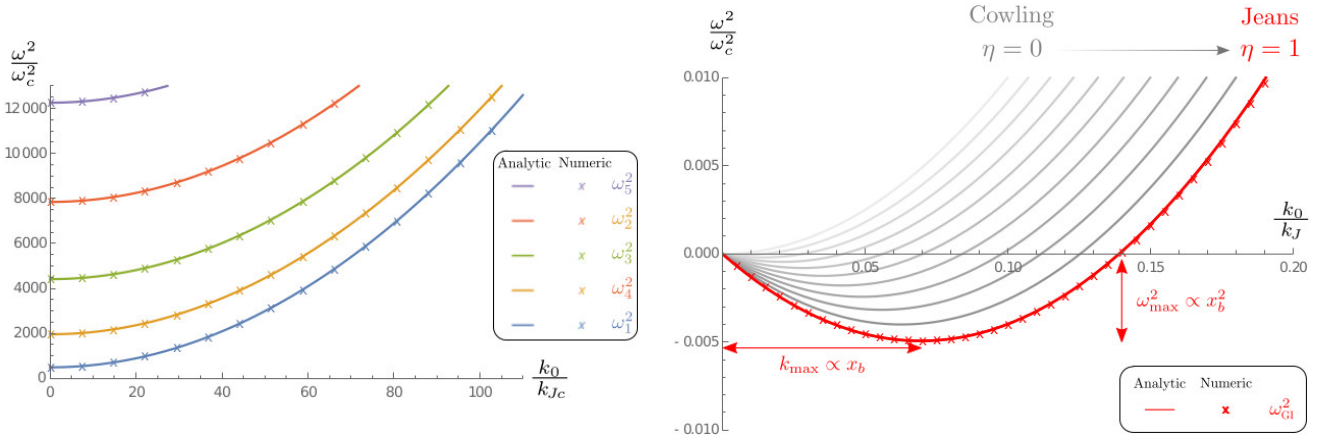 ω²/ω_c²
12000
10000
8000
6000
4000
2000
0
0 20 40 60 80 100
k₀/k_Jc
Analytic Numeric
ω₅²
ω₂²
ω₃²
ω₄²
ω₁²
ω²/ω_c²
Cowling Jeans
η = 0 η = 1
0.010
0.005
0.000
-0.005
-0.010
0.05 0.10 0.15 0.20
k₀/k_J
ω²_max ∝ x_b²
k_max ∝ x_b
Analytic Numeric
ω²_GI